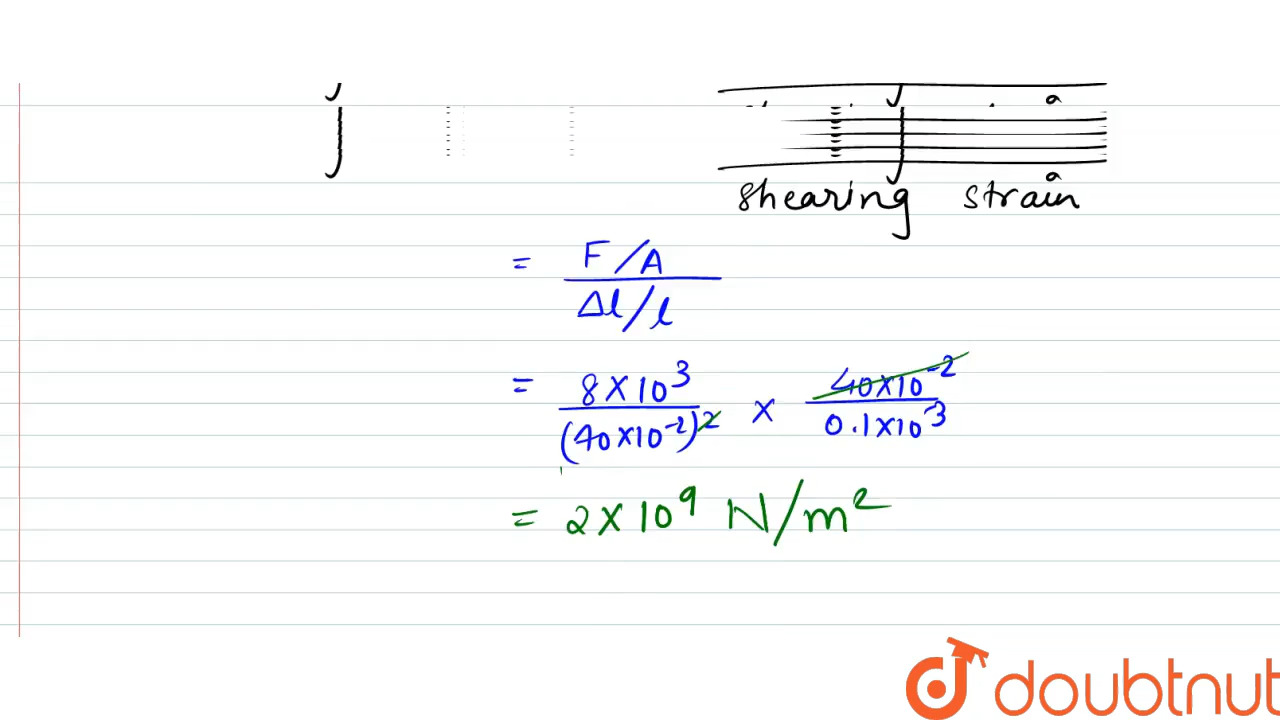 shearing strain
= F/A
Δl/l
= 8×10³ × 40×10⁻²
(40×10⁻²)² 0.1×10⁻³
= 2×10⁹ N/m²
doubtnut